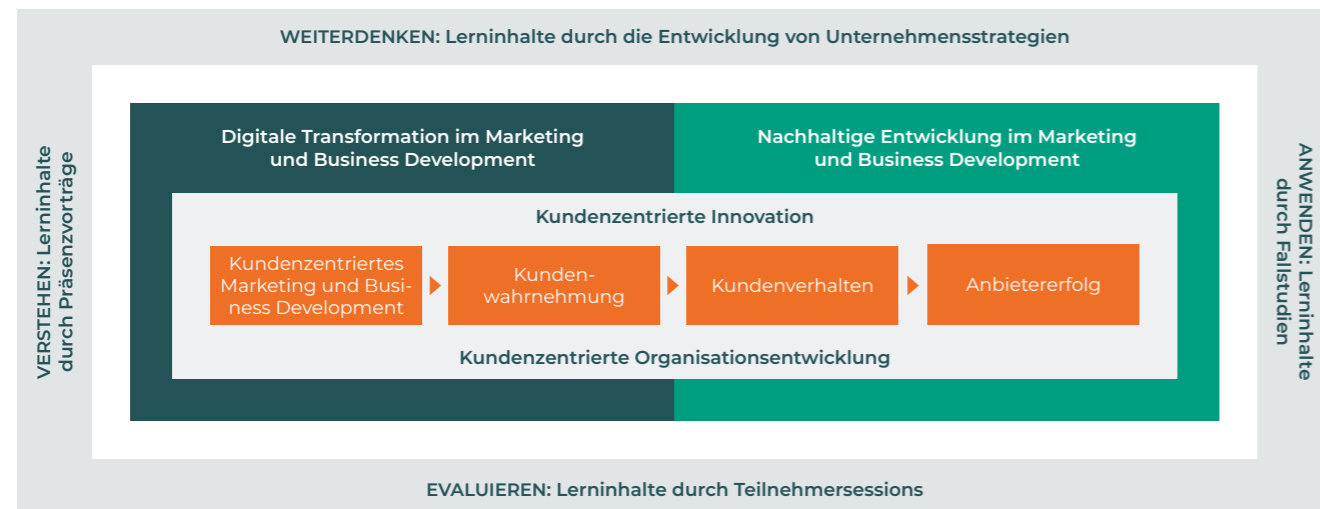 WEITERDENKEN: Lerninhalte durch die Entwicklung von Unternehmensstrategien
VERSTEHEN: Lerninhalte
durch Präsenzvorträge
Digitale Transformation im Marketing
und Business Development
Nachhaltige Entwicklung im Marketing
und Business Development
Kundenzentrierte Innovation
Kundenzentriertes
Marketing und Busi-
ness Development
Kunden-
wahrnehmung
Kundenverhalten
Anbietererfolg
Kundenzentrierte Organisationsentwicklung
ANWENDEN: Lerninhalte
durch Fallstudien
EVALUIEREN: Lerninhalte durch Teilnehmersessions